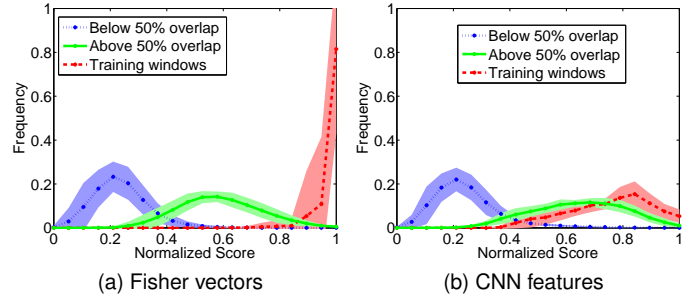 1
0.8
0.6
0.4
0.2
0
Frequency
Below 50% overlap
Above 50% overlap
Training windows
0 0.2 0.4 0.6 0.8 1
Normalized Score
(a) Fisher vectors
1
0.8
0.6
0.4
0.2
0
Frequency
Below 50% overlap
Above 50% overlap
Training windows
0 0.2 0.4 0.6 0.8 1
Normalized Score
(b) CNN features